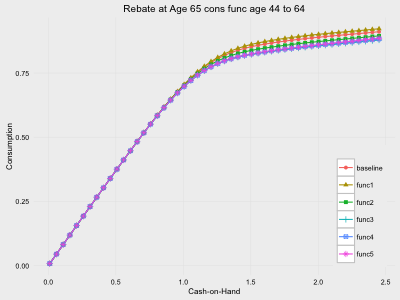 Rebate at Age 65 cons func age 44 to 64
Consumption
0.75
0.50
0.25
0.00
0.0 0.5 1.0 1.5 2.0 2.5
Cash-on-Hand
baseline
func1
func2
func3
func4
func5